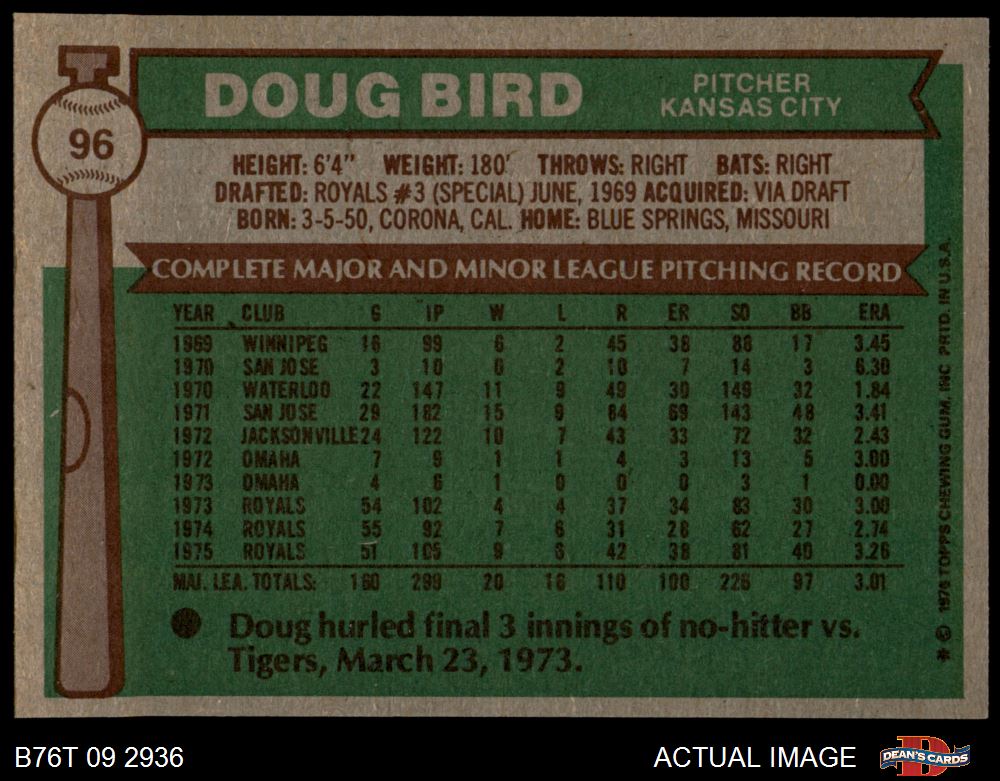 96
DOUG BIRD
PITCHER
KANSAS CITY
HEIGHT: 6'4" WEIGHT: 180' THROWS: RIGHT BATS: RIGHT
DRAFTED: ROYALS #3 (SPECIAL) JUNE, 1969 ACQUIRED: VIA DRAFT
BORN: 3-5-50, CORONA, CAL. HOME: BLUE SPRINGS, MISSOURI
COMPLETE MAJOR AND MINOR LEAGUE PITCHING RECORD
YEAR CLUB G IP W L R ER SO BB ERA
1969 WINNIPEG 16 99 6 2 45 38 88 17 3.45
1970 SAN JOSE 3 10 0 2 10 7 14 3 6.30
1970 WATERLOO 22 147 11 9 49 30 149 32 1.84
1971 SAN JOSE 29 182 15 9 84 69 143 48 3.41
1972 JACKSONVILLE 24 122 10 7 43 33 72 32 2.43
1972 OMAHA 7 9 1 1 4 3 13 5 3.00
1973 OMAHA 4 6 1 0 0 0 3 1 0.00
1973 ROYALS 54 102 4 4 37 34 83 30 3.00
1974 ROYALS 55 92 7 6 31 28 62 27 2.74
1975 ROYALS 51 105 9 6 42 38 81 40 3.26
MAJ. LEA. TOTALS: 160 299 20 16 110 100 226 97 3.01
Doug hurled final 3 innings of no-hitter vs.
Tigers, March 23, 1973.
* © 1976 TOPPS CHEWING GUM, INC PRTD. IN U.S.A.
B76T 09 2936
ACTUAL IMAGE
DEAN'S CARDS